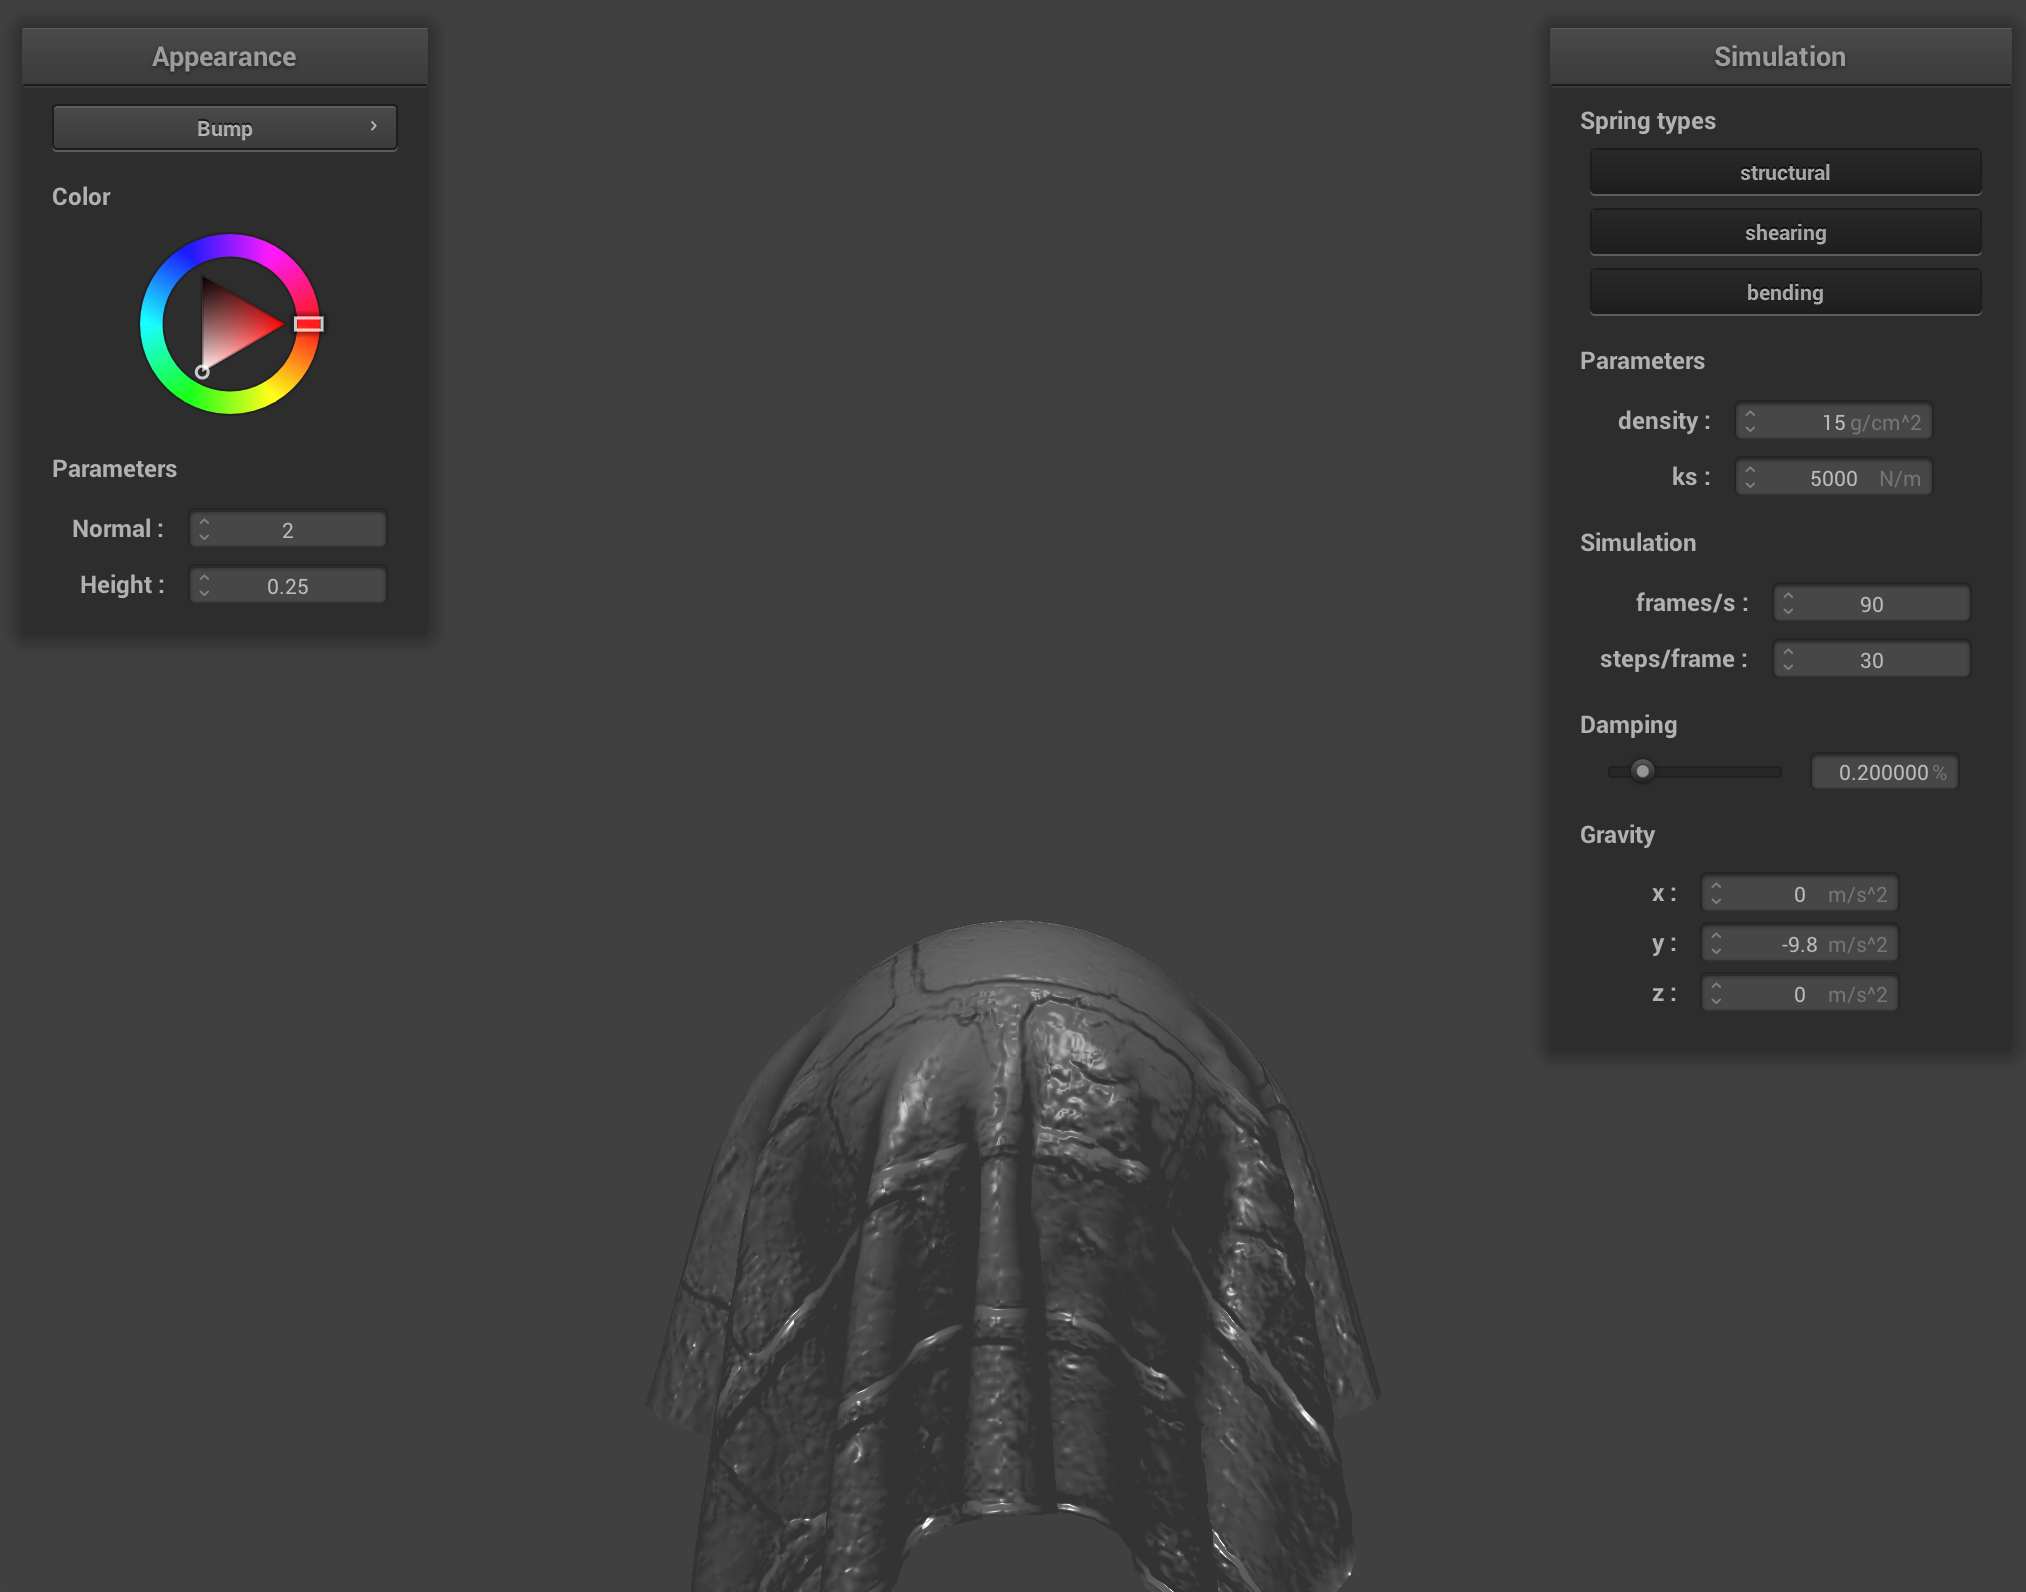 Appearance
Bump
Color
Parameters
Normal : 2
Height : 0.25
Simulation
Spring types
structural
shearing
bending
Parameters
density : 15 g/cm^2
ks : 5000 N/m
Simulation
frames/s : 90
steps/frame : 30
Damping
0.200000 %
Gravity
x : 0 m/s^2
y : -9.8 m/s^2
z : 0 m/s^2